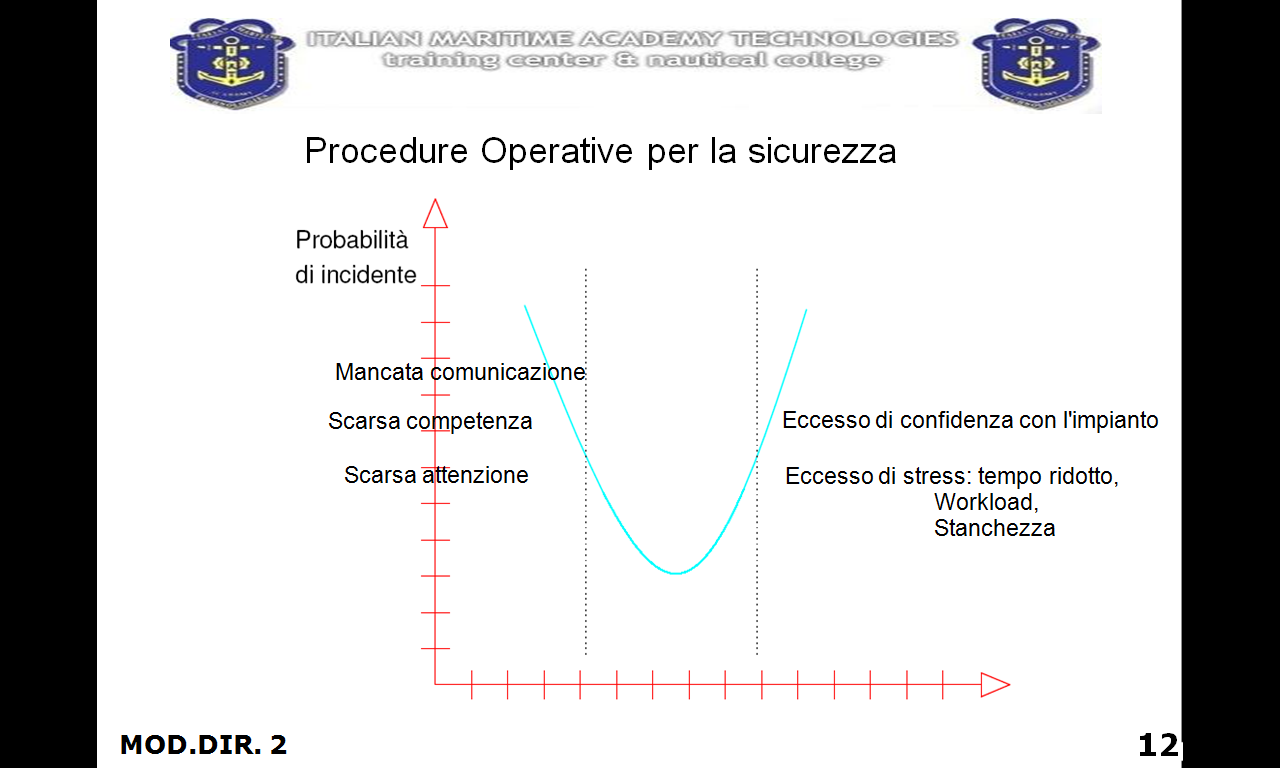 ITALIAN MARITIME ACADEMY TECHNOLOGIES
training center & nautical college
Procedure Operative per la sicurezza
Probabilità
di incidente
Mancata comunicazione
Scarsa competenza
Scarsa attenzione
Eccesso di confidenza con l'impianto
Eccesso di stress: tempo ridotto,
Workload,
Stanchezza
MOD.DIR. 2
12